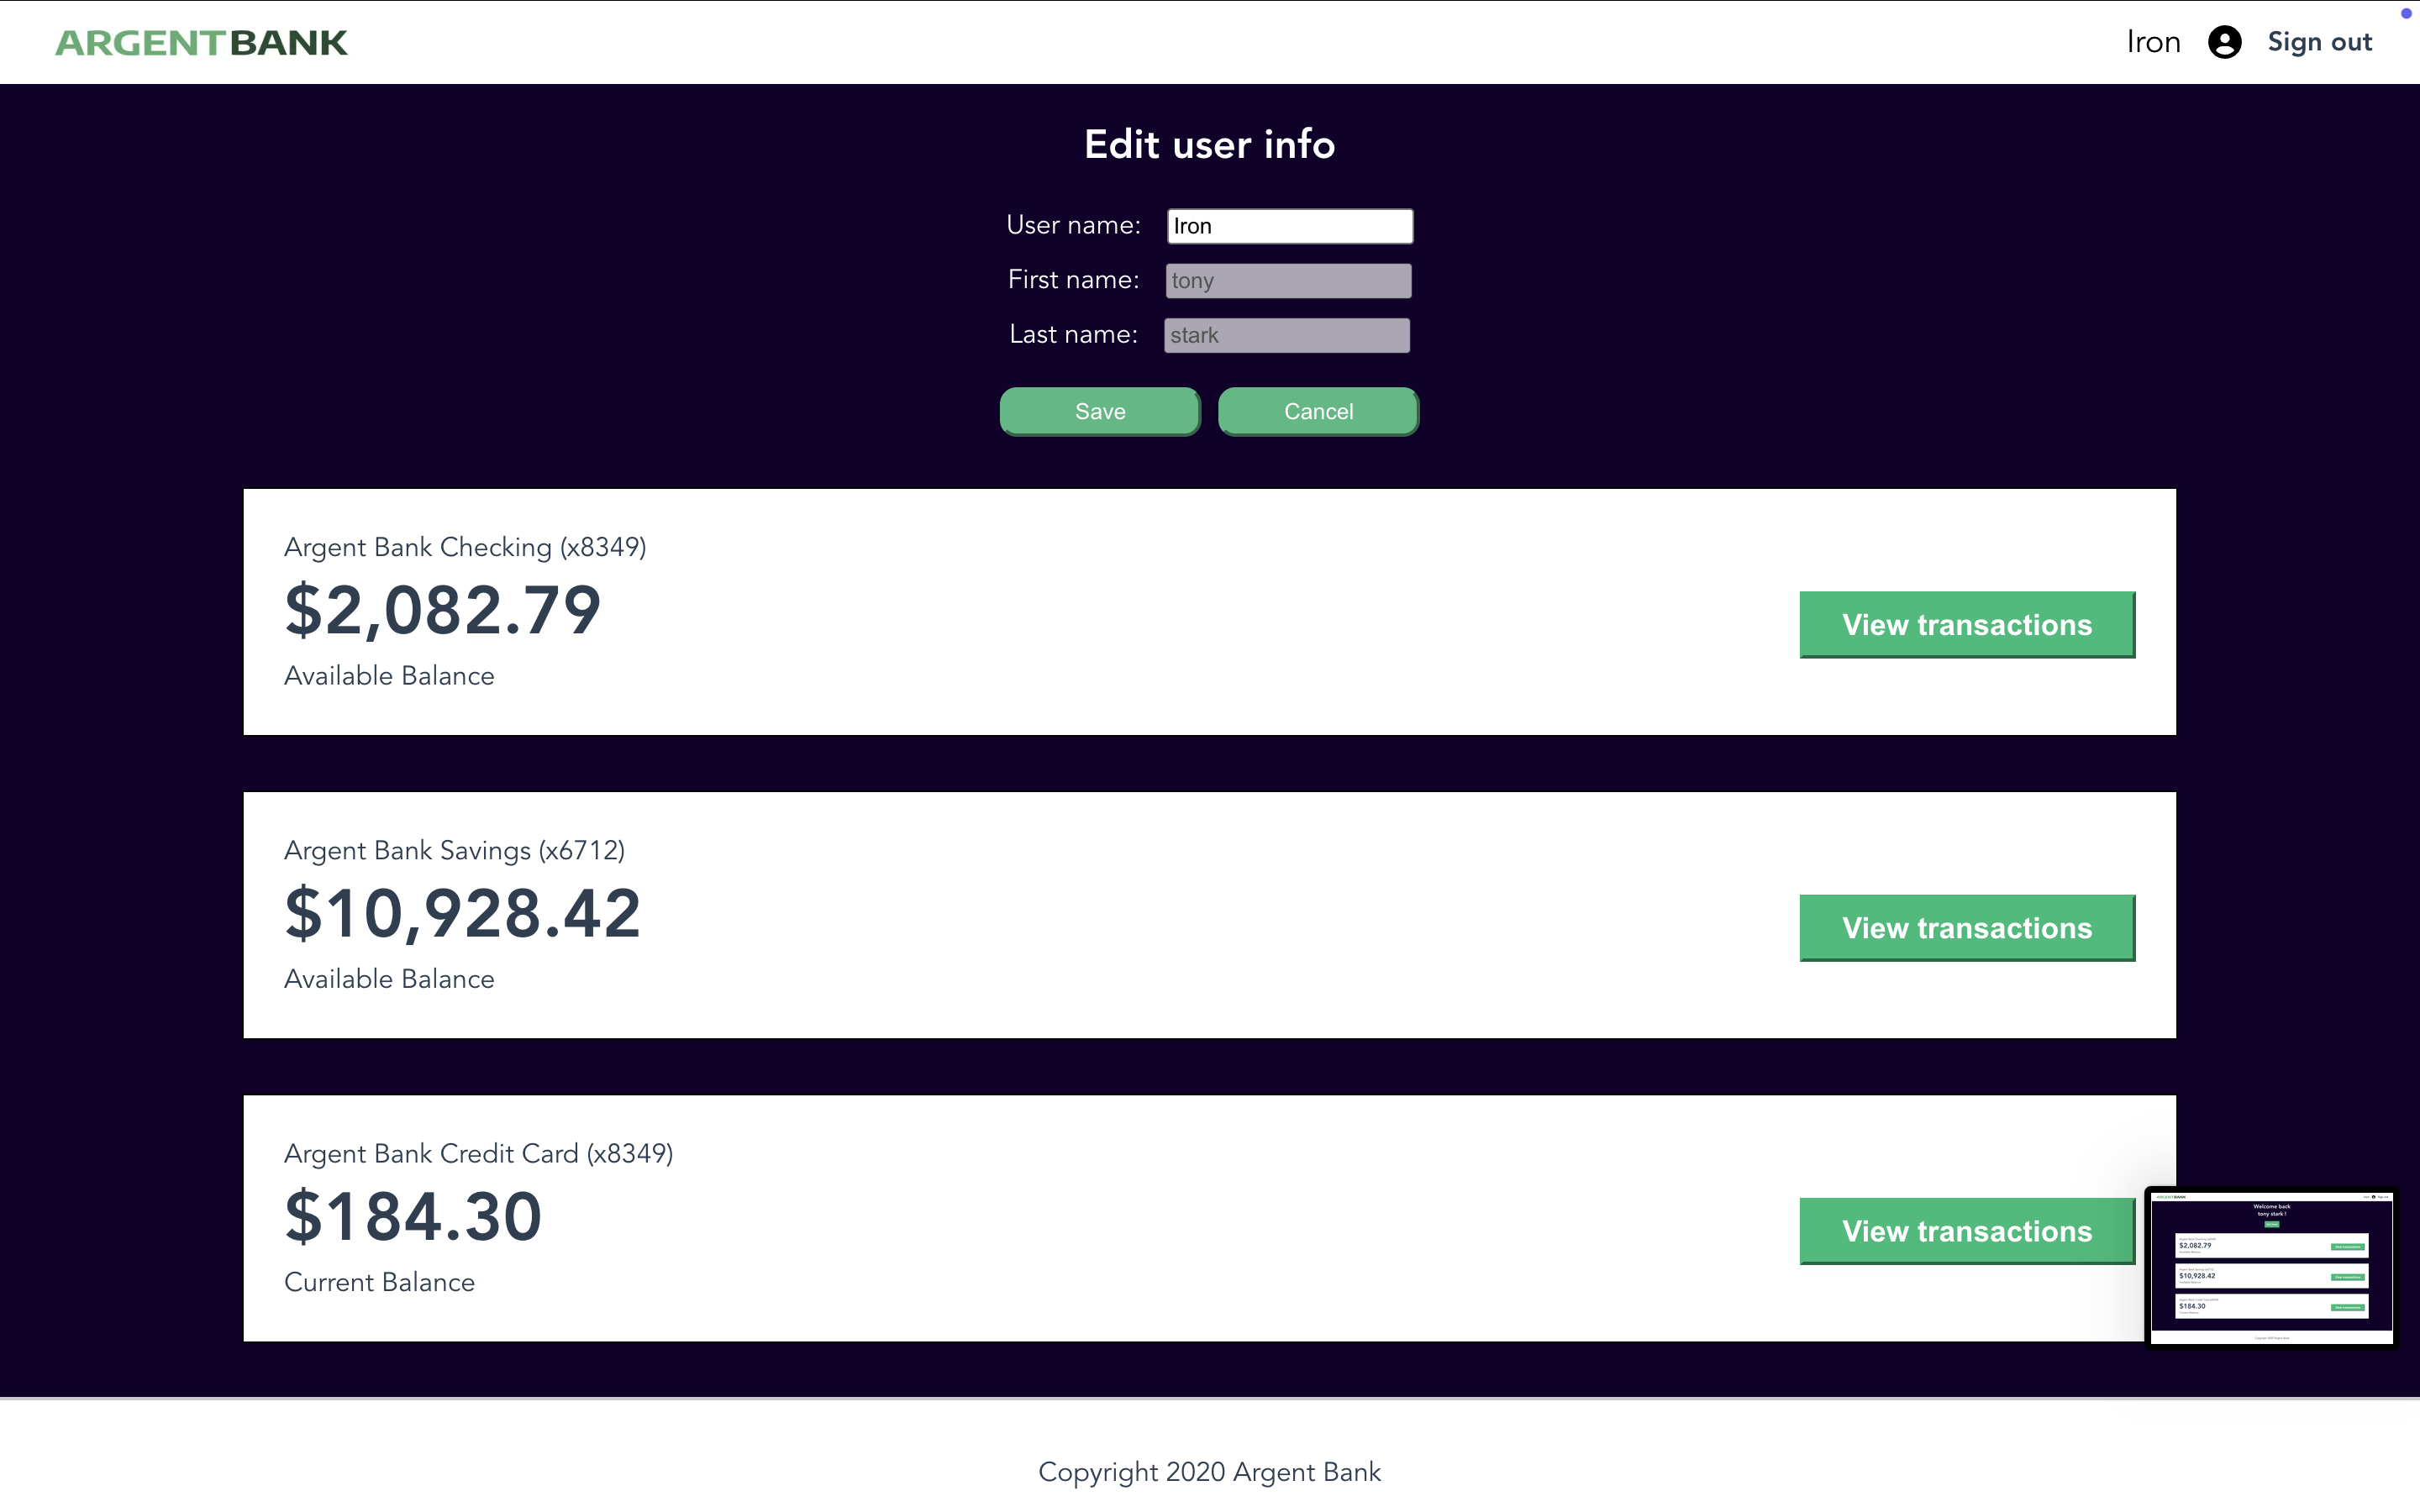 ARGENTBANK
Iron Sign out
Edit user info
User name: Iron
First name: tony
Last name: stark
Save Cancel
Argent Bank Checking (x8349)
$2,082.79
Available Balance
View transactions
Argent Bank Savings (x6712)
$10,928.42
Available Balance
View transactions
Argent Bank Credit Card (x8349)
$184.30
Current Balance
View transactions
ARGENTBANK
Welcome back
tony stark !
$2,082.79
$10,928.42
$184.30
Copyright 2020 Argent Bank